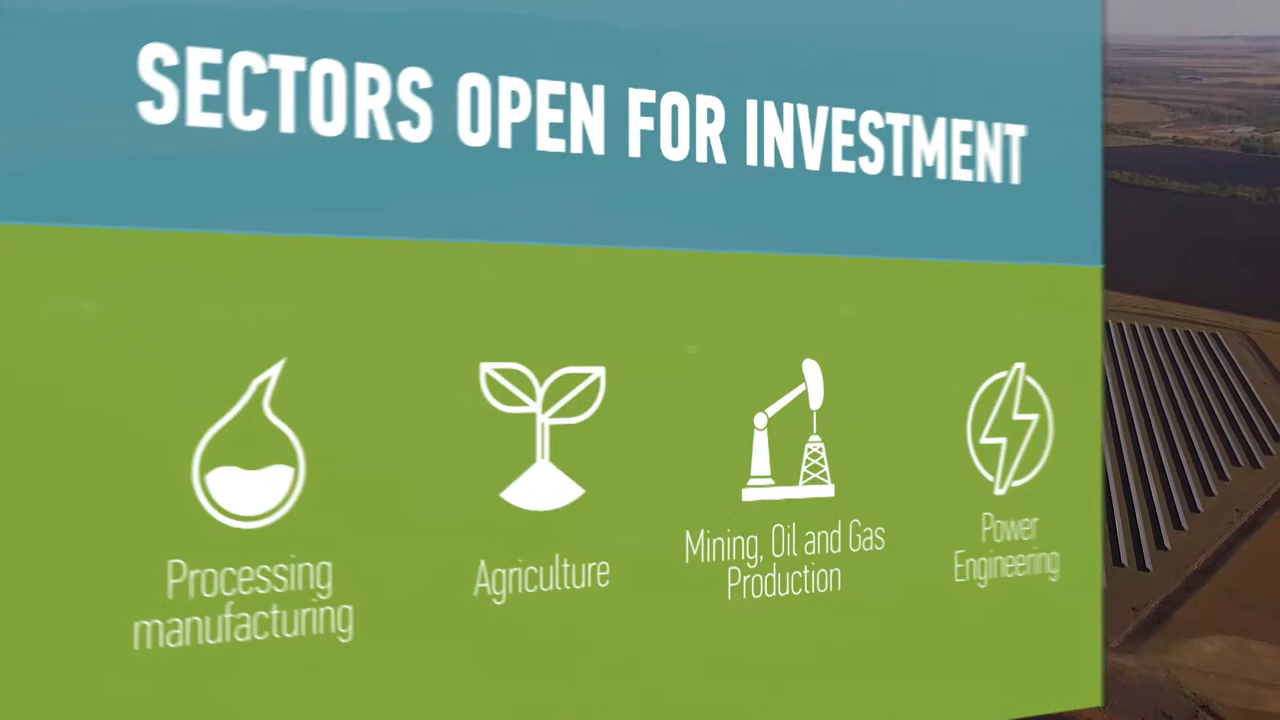 SECTORS OPEN FOR INVESTMENT
Processing
manufacturing
Agriculture
Mining, Oil and Gas
Production
Power
Engineering